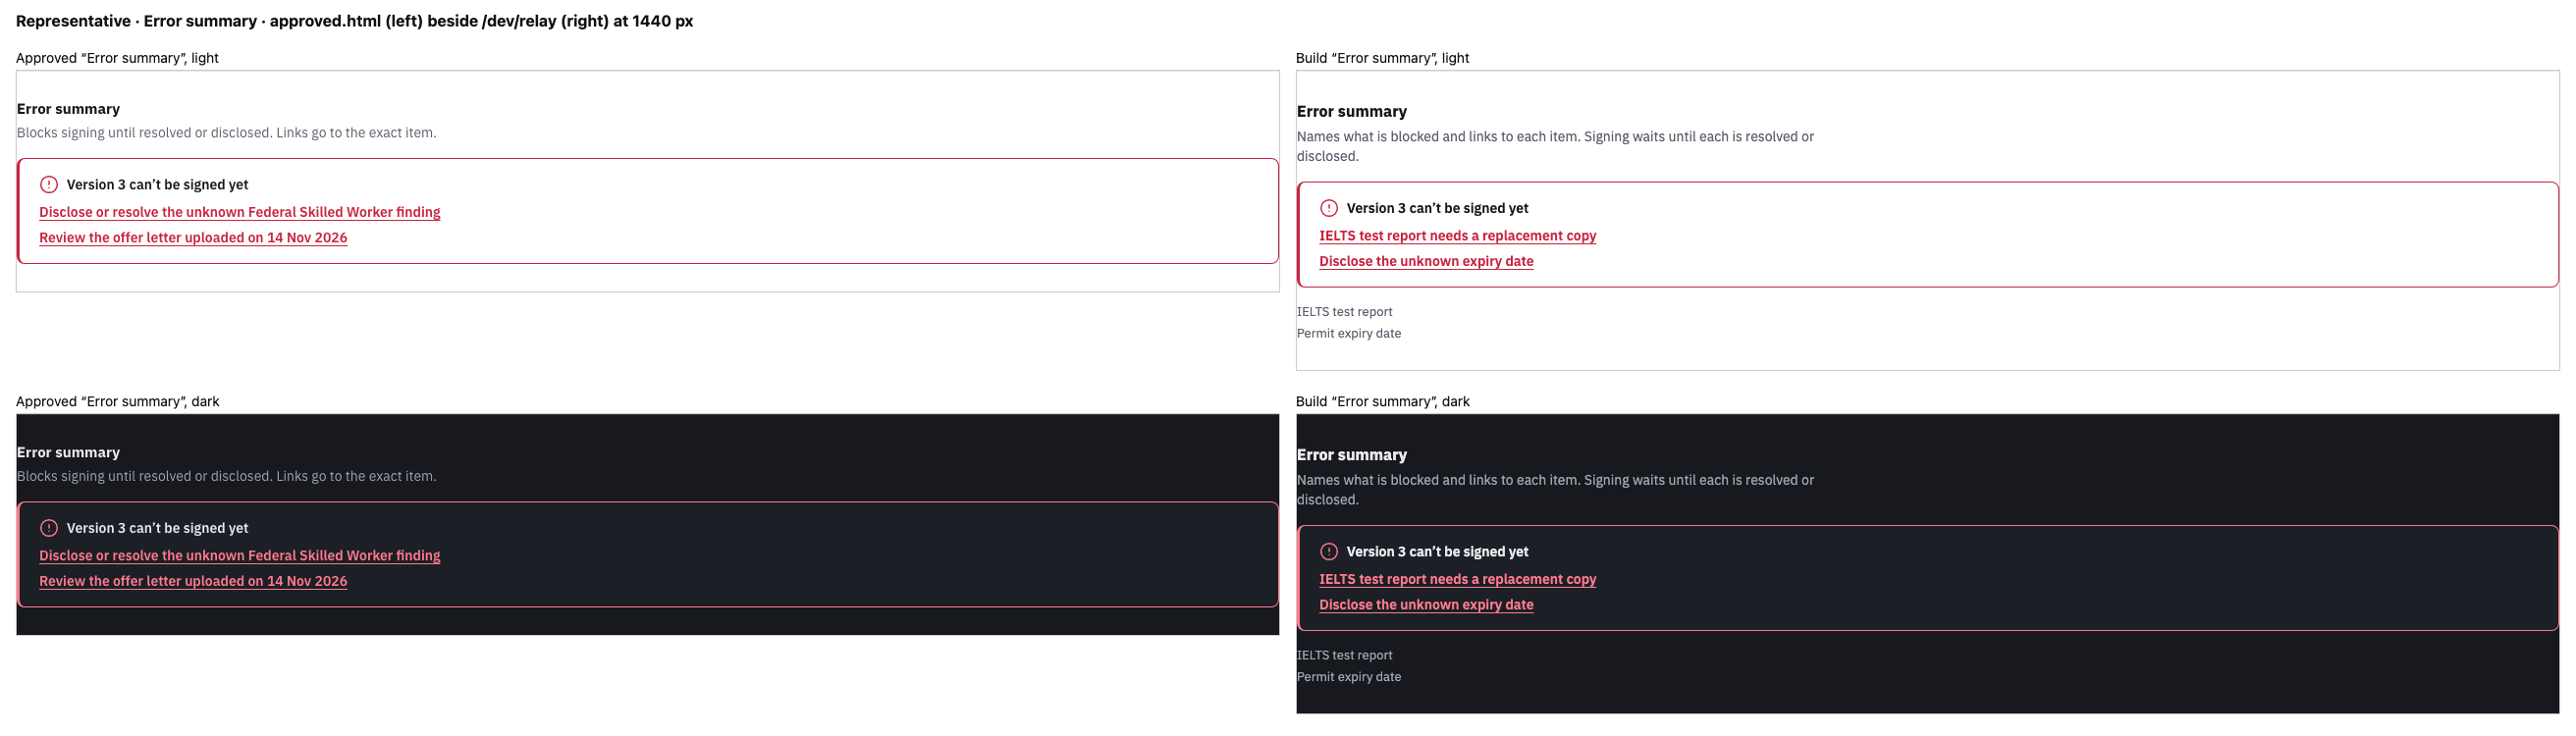 Representative · Error summary · approved.html (left) beside /dev/relay (right) at 1440 px
Approved “Error summary”, light
Error summary
Blocks signing until resolved or disclosed. Links go to the exact item.
Version 3 can’t be signed yet
Disclose or resolve the unknown Federal Skilled Worker finding
Review the offer letter uploaded on 14 Nov 2026
Build “Error summary”, light
Error summary
Names what is blocked and links to each item. Signing waits until each is resolved or
disclosed.
Version 3 can’t be signed yet
IELTS test report needs a replacement copy
Disclose the unknown expiry date
IELTS test report
Permit expiry date
Approved “Error summary”, dark
Error summary
Blocks signing until resolved or disclosed. Links go to the exact item.
Version 3 can’t be signed yet
Disclose or resolve the unknown Federal Skilled Worker finding
Review the offer letter uploaded on 14 Nov 2026
Build “Error summary”, dark
Error summary
Names what is blocked and links to each item. Signing waits until each is resolved or
disclosed.
Version 3 can’t be signed yet
IELTS test report needs a replacement copy
Disclose the unknown expiry date
IELTS test report
Permit expiry date